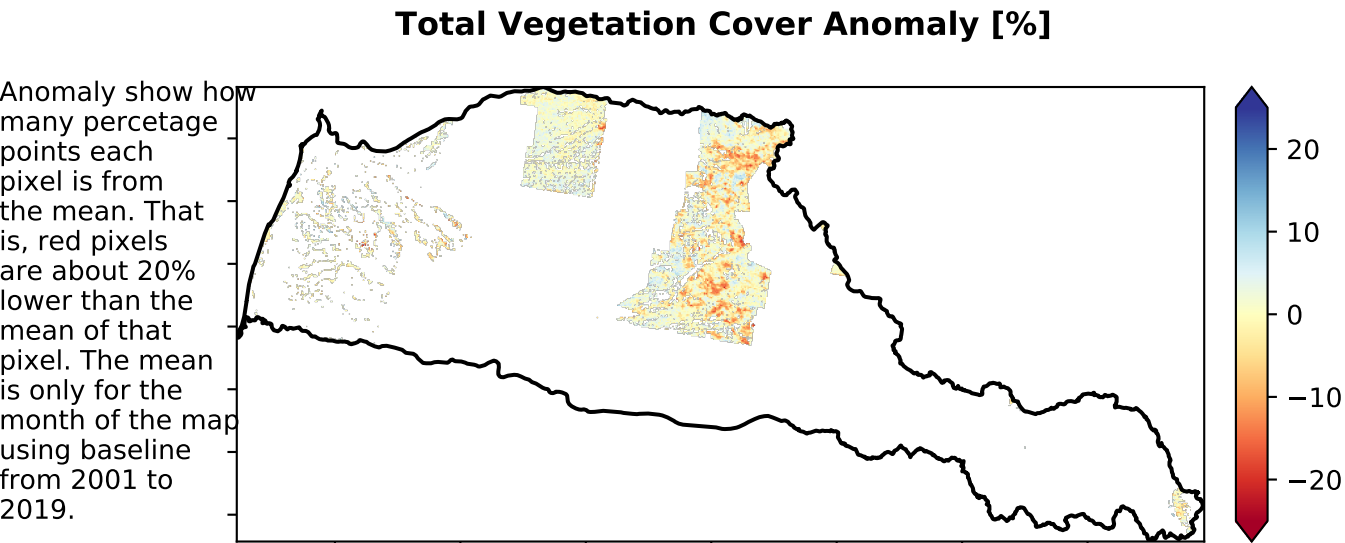 Total Vegetation Cover Anomaly [%]
Anomaly show how
many percetage
points each
pixel is from
the mean. That
is, red pixels
are about 20%
lower than the
mean of that
pixel. The mean
is only for the
month of the map
using baseline
from 2001 to
2019.
20
10
0
−10
−20